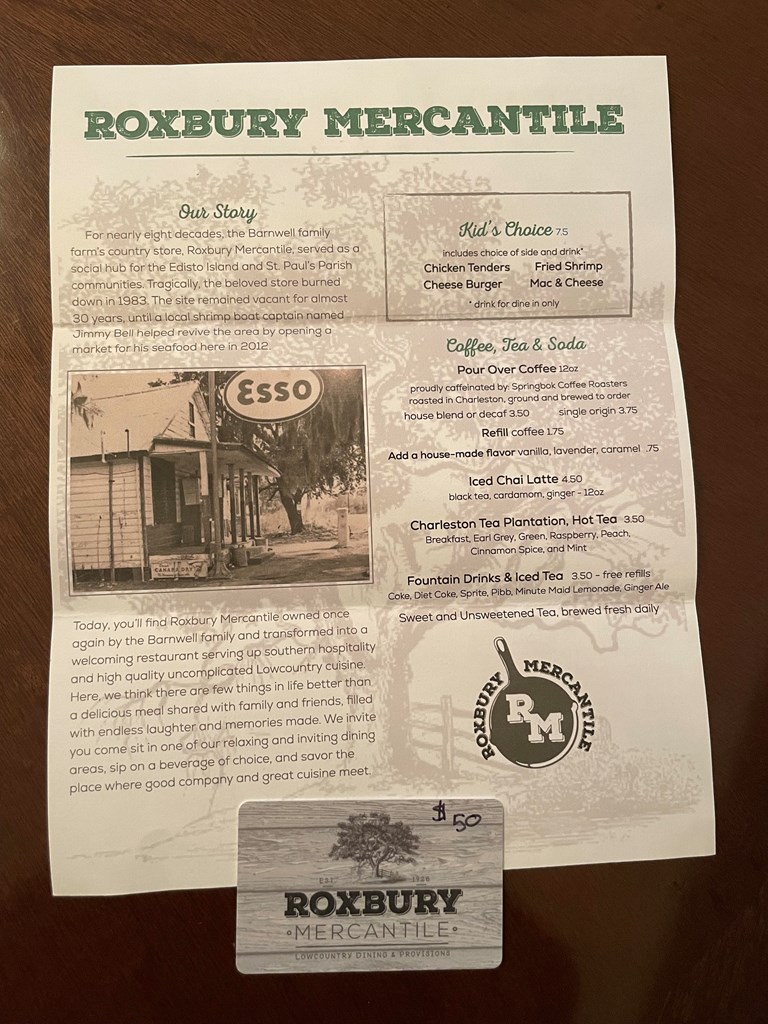 ROXBURY MERCANTILE
Our Story
For nearly eight decades, the Barnwell family
farm's country store, Roxbury Mercantile, served as a
social hub for the Edisto Island and St. Paul's Parish
communities. Tragically, the beloved store burned
down in 1983. The site remained vacant for almost
30 years, until a local shrimp boat captain named
Jimmy Bell helped revive the area by opening a
market for his seafood here in 2012.
Esso
CANADA DRY
Today, you'll find Roxbury Mercantile owned once
again by the Barnwell family and transformed into a
welcoming restaurant serving up southern hospitality
and high quality uncomplicated Lowcountry cuisine.
Here, we think there are few things in life better than
a delicious meal shared with family and friends, filled
with endless laughter and memories made. We invite
you come sit in one of our relaxing and inviting dining
areas, sip on a beverage of choice, and savor the
place where good company and great cuisine meet.
Kid's Choice 7.5
includes choice of side and drink*
Chicken Tenders Fried Shrimp
Cheese Burger Mac & Cheese
* drink for dine in only
Coffee, Tea & Soda
Pour Over Coffee 12oz
proudly caffeinated by: Springbok Coffee Roasters
roasted in Charleston, ground and brewed to order
house blend or decaf 3.50 single origin 3.75
Refill coffee 1.75
Add a house-made flavor vanilla, lavender, caramel .75
Iced Chai Latte 4.50
black tea, cardamom, ginger - 12oz
Charleston Tea Plantation, Hot Tea 3.50
Breakfast, Earl Grey, Green, Raspberry, Peach,
Cinnamon Spice, and Mint
Fountain Drinks & Iced Tea 3.50 - free refills
Coke, Diet Coke, Sprite, Pibb, Minute Maid Lemonade, Ginger Ale
Sweet and Unsweetened Tea, brewed fresh daily
ROXBURY MERCANTILE
RM
$50
EST. 1926
ROXBURY
MERCANTILE
LOWCOUNTRY DINING & PROVISIONS